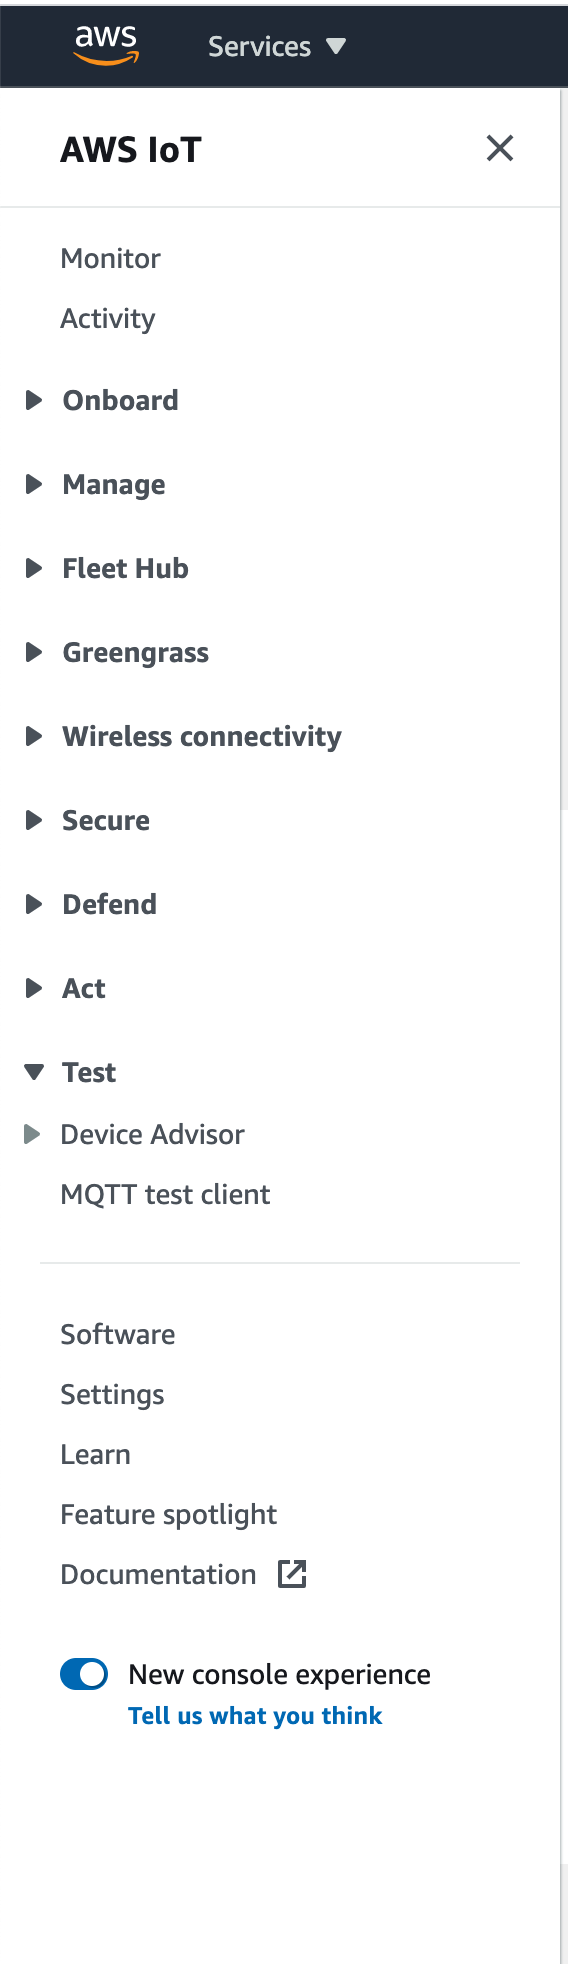 aws
Services
AWS IoT
Monitor
Activity
Onboard
Manage
Fleet Hub
Greengrass
Wireless connectivity
Secure
Defend
Act
Test
Device Advisor
MQTT test client
Software
Settings
Learn
Feature spotlight
Documentation
New console experience
Tell us what you think